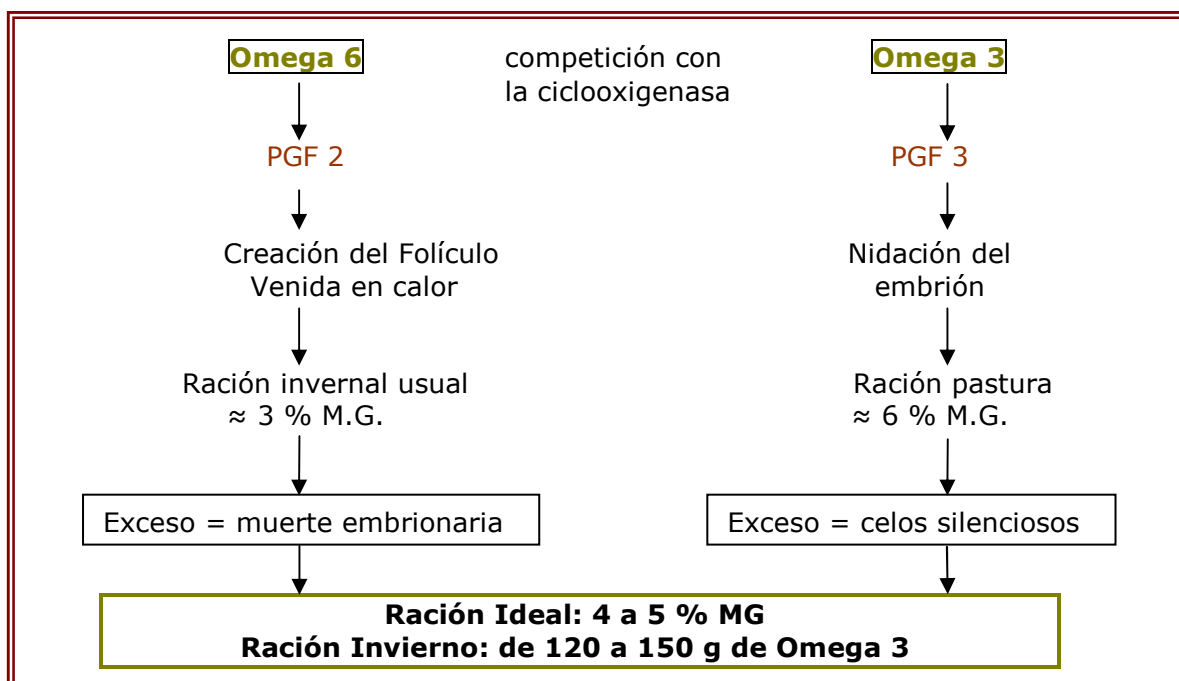 Omega 6
competición con
la ciclooxigenasa
Omega 3
PGF 2
PGF 3
Creación del Folículo
Venida en calor
Nidación del
embrión
Ración invernal usual
≈ 3 % M.G.
Ración pastura
≈ 6 % M.G.
Exceso = muerte embrionaria
Exceso = celos silenciosos
Ración Ideal: 4 a 5 % MG
Ración Invierno: de 120 a 150 g de Omega 3